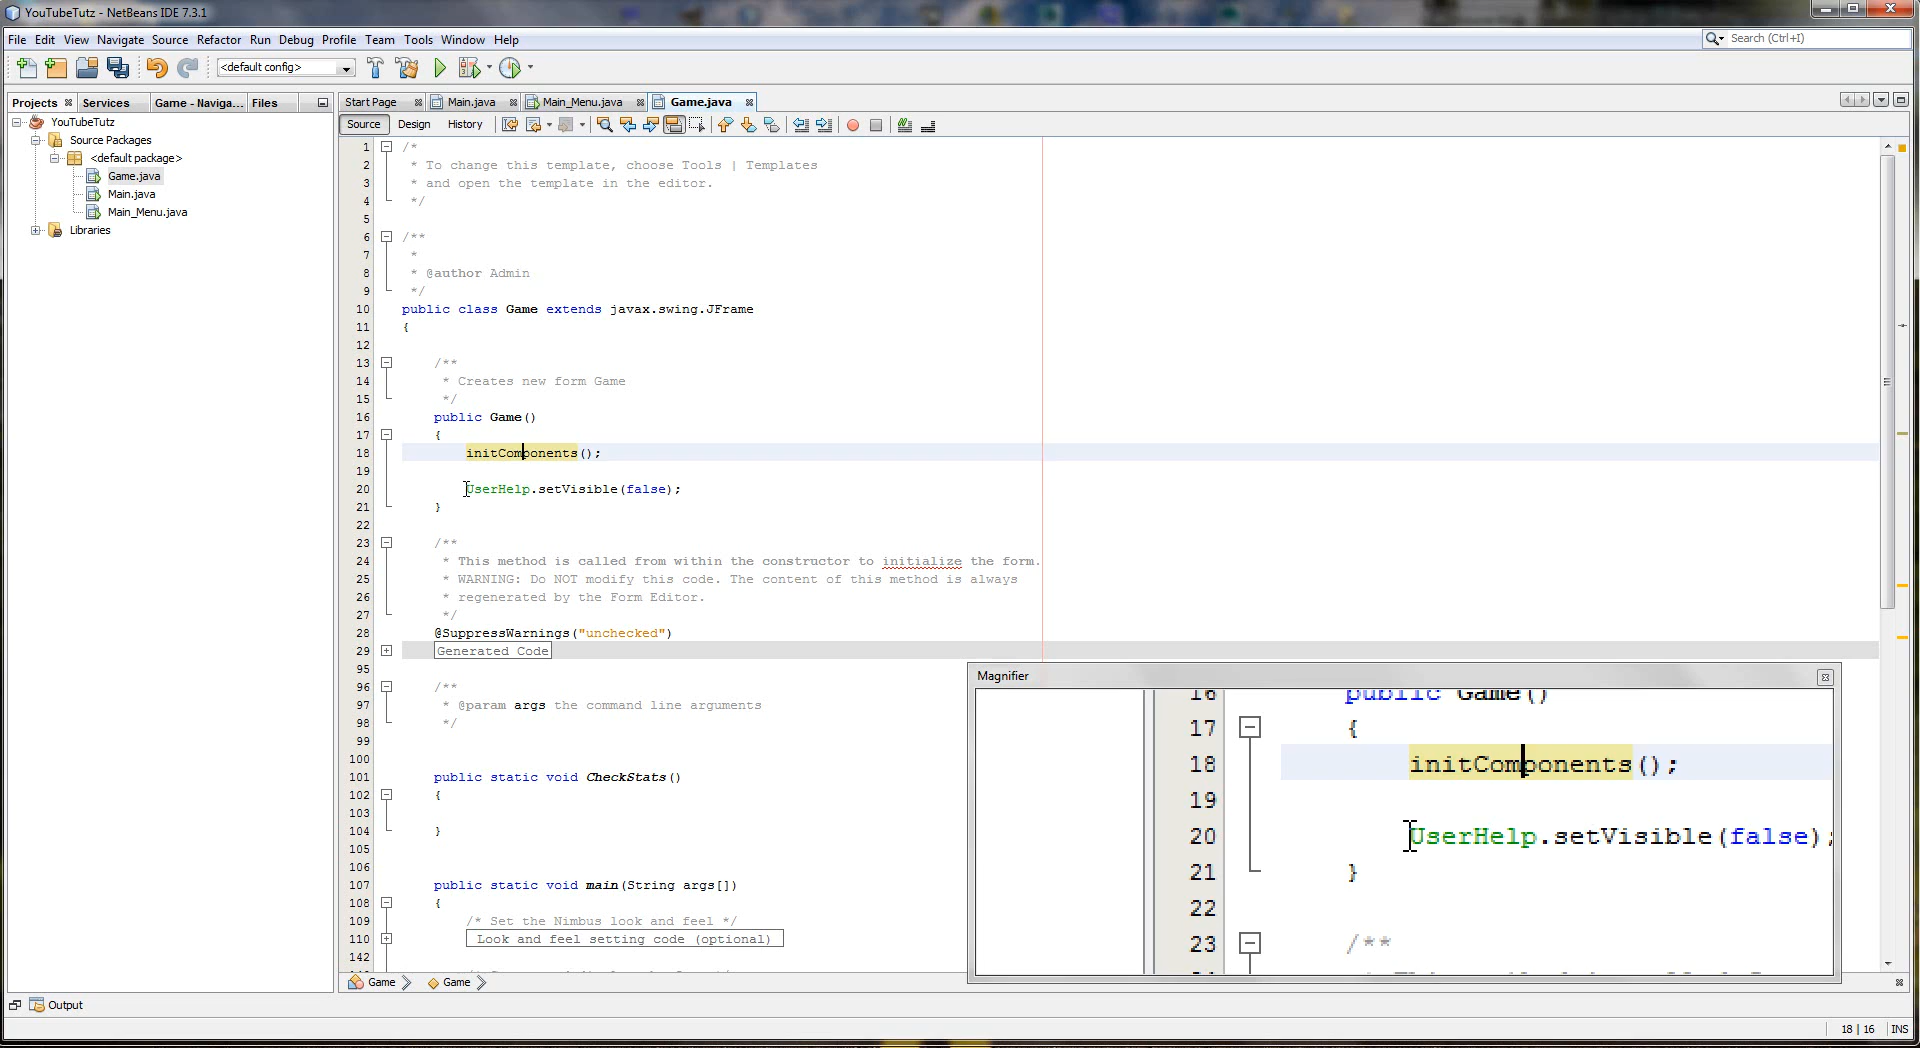 YouTubeTutz - NetBeans IDE 7.3.1
File Edit View Navigate Source Refactor Run Debug Profile Team Tools Window Help
Search (Ctrl+I)
<default config>
Projects Services Game - Naviga... Files
Start Page Main.java Main_Menu.java Game.java
YouTubeTutz
Source Packages
<default package>
Game.java
Main.java
Main_Menu.java
Libraries
Source Design History
1 /*
2 * To change this template, choose Tools | Templates
3 * and open the template in the editor.
4 */
5
6 /**
7 *
8 * @author Admin
9 */
10 public class Game extends javax.swing.JFrame
11 {
12
13 /**
14 * Creates new form Game
15 */
16 public Game()
17 {
18 initComponents();
19
20 UserHelp.setVisible(false);
21 }
22
23 /**
24 * This method is called from within the constructor to initialize the form.
25 * WARNING: Do NOT modify this code. The content of this method is always
26 * regenerated by the Form Editor.
27 */
28 @SuppressWarnings("unchecked")
29 Generated Code
95
96 /**
97 * @param args the command line arguments
98 */
99
100
101 public static void CheckStats()
102 {
103
104 }
105
106
107 public static void main(String args[])
108 {
109 /* Set the Nimbus look and feel */
110 Look and feel setting code (optional)
142
Magnifier
16 public Game()
17 {
18 initComponents();
19
20 UserHelp.setVisible(false);
21 }
22
23 /**
Game Game
Output
18 | 16 INS